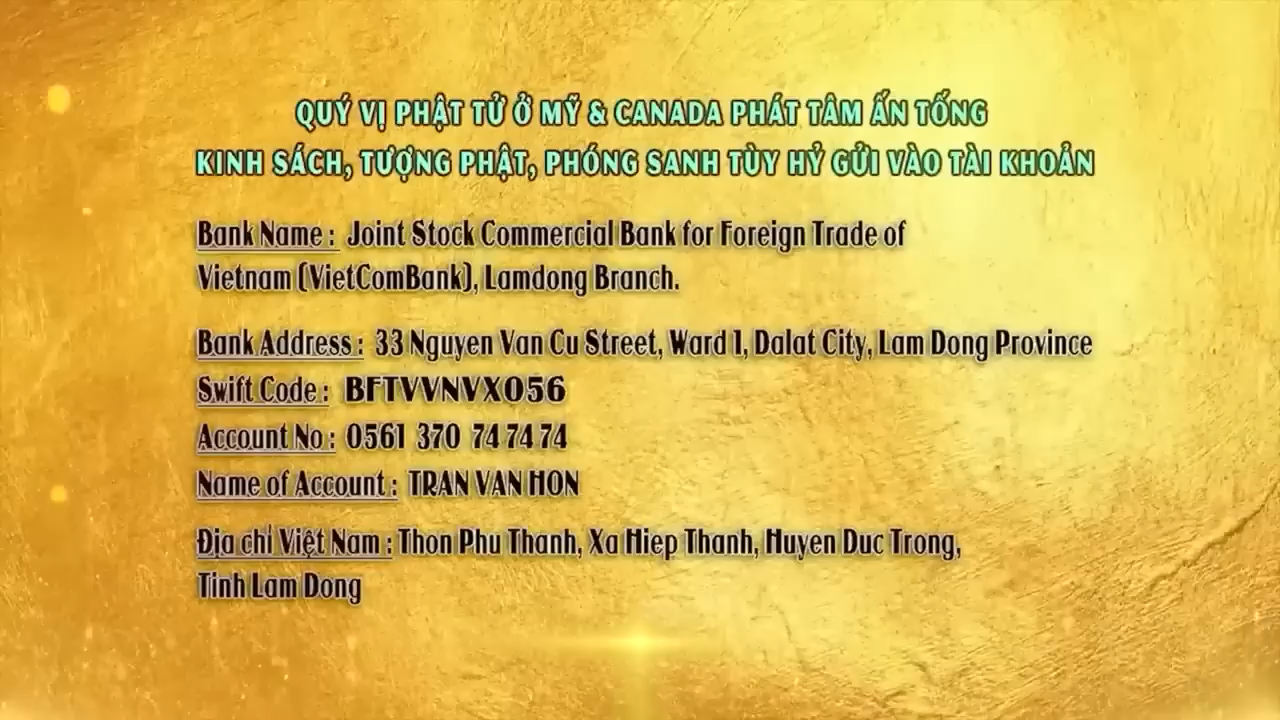 QUÝ VỊ PHẬT TỬ Ở MỸ & CANADA PHÁT TÂM ẤN TỐNG
KINH SÁCH, TƯỢNG PHẬT, PHÓNG SANH TÙY HỶ GỬI VÀO TÀI KHOẢN
Bank Name : Joint Stock Commercial Bank for Foreign Trade of
Vietnam (VietComBank), Lamdong Branch.
Bank Address : 33 Nguyen Van Cu Street, Ward 1, Dalat City, Lam Dong Province
Swift Code : BFTVVNVX056
Account No : 0561 370 74 74 74
Name of Account : TRAN VAN HON
Địa chỉ Việt Nam : Thon Phu Thanh, Xa Hiep Thanh, Huyen Duc Trong,
Tinh Lam Dong